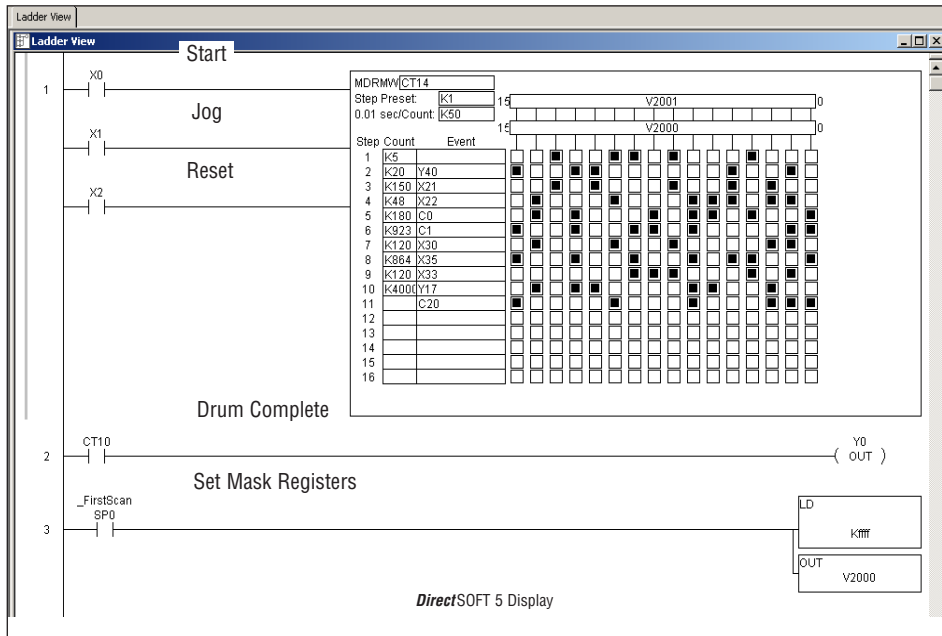 Ladder View
Ladder View
Start
X0
1
Jog
X1
Reset
X2
MDRMW CT14
Step Preset: K1
0.01 sec/Count: K50
15 V2001 0
15 V2000 0
Step Count Event
1 K5
2 K20 Y40
3 K150 X21
4 K48 X22
5 K180 C0
6 K923 C1
7 K120 X30
8 K864 X35
9 K120 X33
10 K4000 Y17
11 C20
12
13
14
15
16
Drum Complete
CT10
2
Y0
OUT
Set Mask Registers
_FirstScan
SP0
3
LD
Kffff
OUT
V2000
DirectSOFT 5 Display